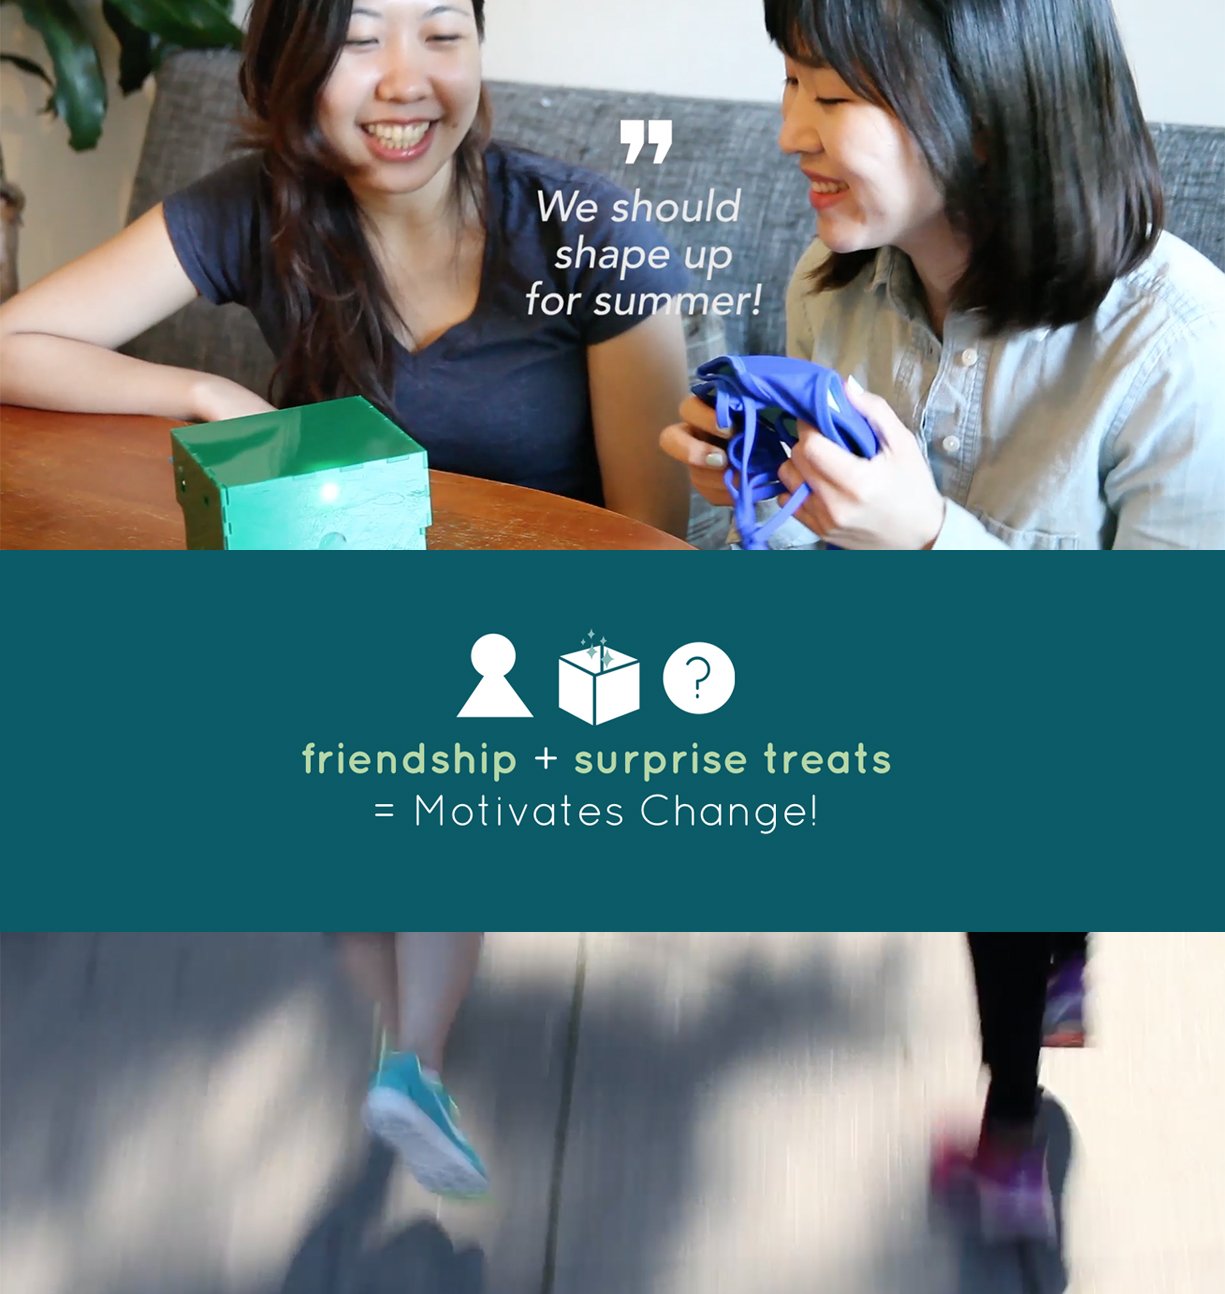 ”
We should
shape up
for summer!
?
friendship + surprise treats
= Motivates Change!